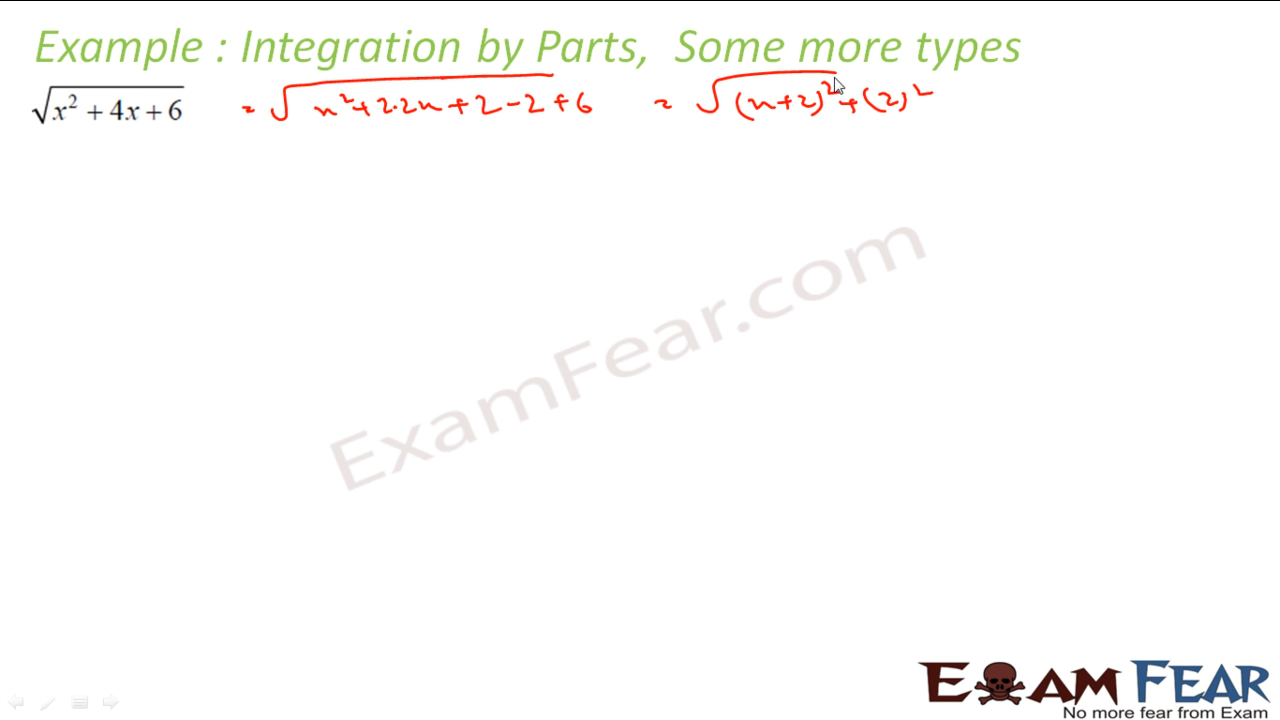 Example : Integration by Parts, Some more types
√(x² + 4x + 6) = √(x² + 2·2x + 2 - 2 + 6) = √((x+2)² + (2)²
ExamFear.com
EXAM FEAR
No more fear from Exam